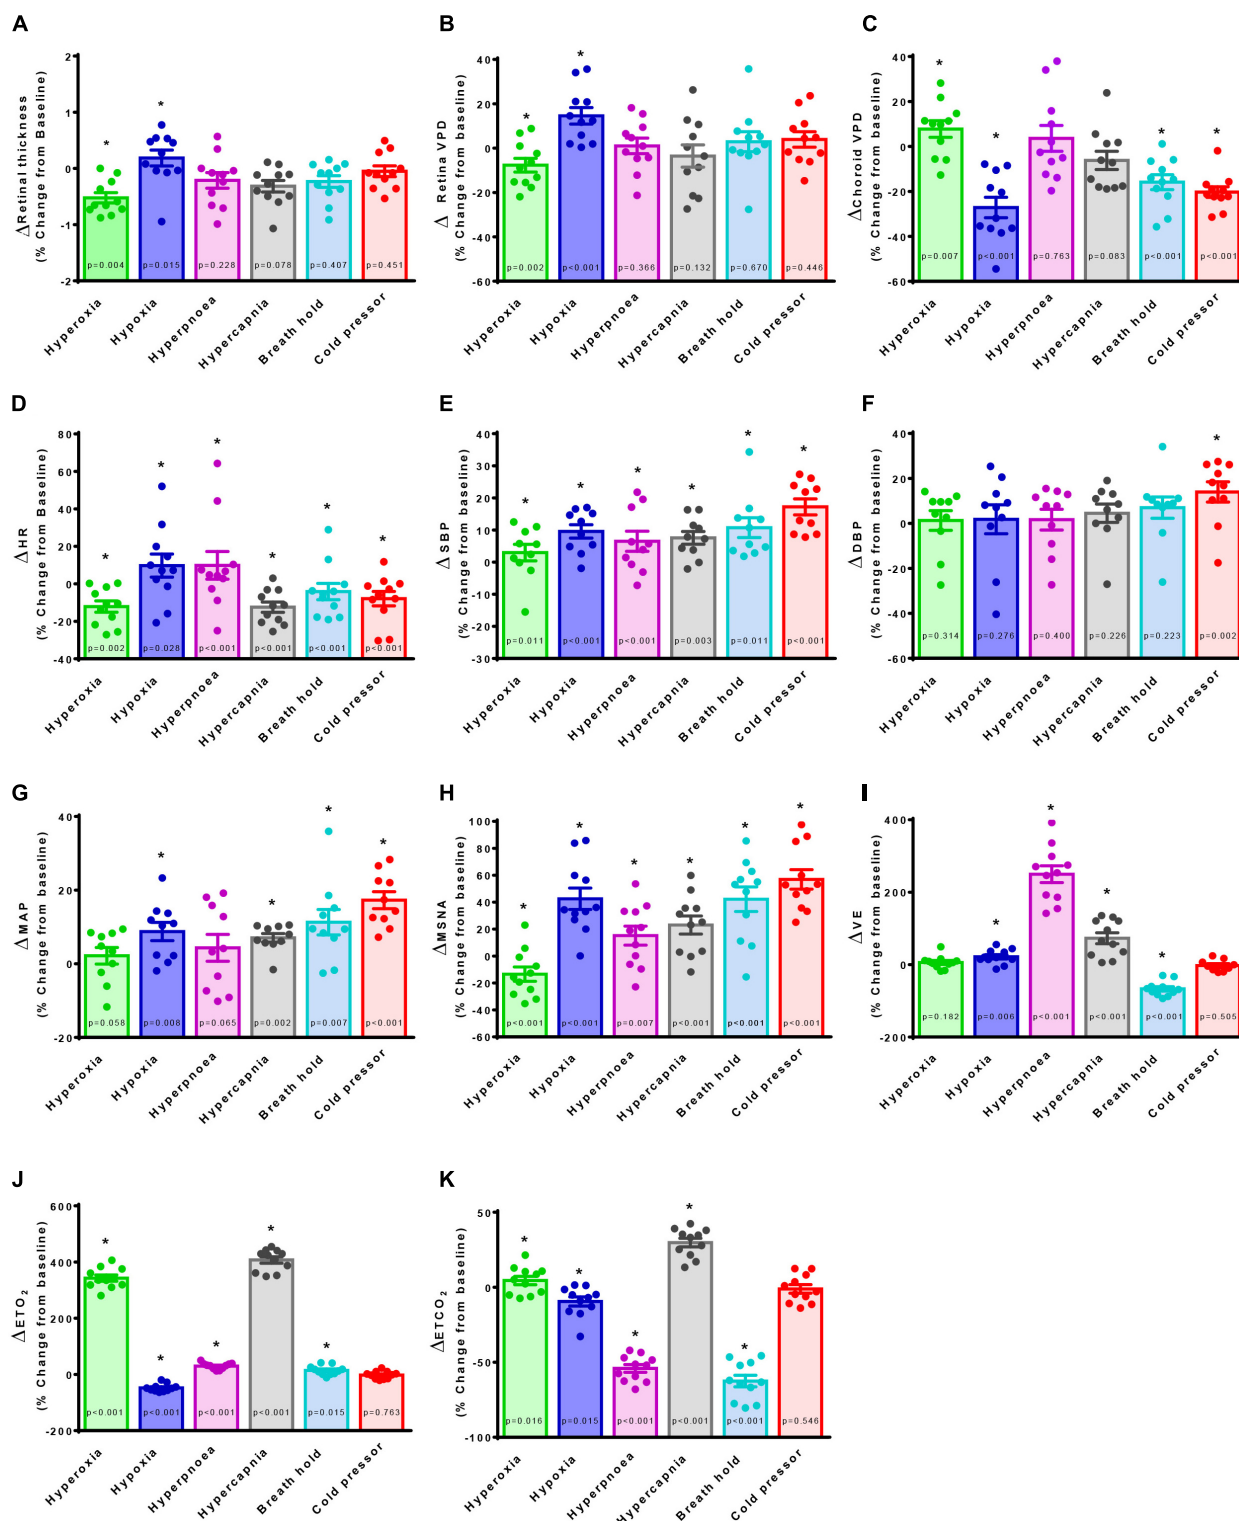 A
ΔRetinal thickness
(% Change from Baseline)
2
1
0
-1
-2
*
*
p=0.004
p=0.015
p=0.228
p=0.078
p=0.407
p=0.451
Hyperoxia
Hypoxia
Hyperpnoea
Hypercapnia
Breath hold
Cold pressor
B
Δ Retina VPD
(% Change from baseline)
40
20
0
-20
-40
-60
*
*
p=0.002
p<0.001
p=0.366
p=0.132
p=0.670
p=0.446
Hyperoxia
Hypoxia
Hyperpnoea
Hypercapnia
Breath hold
Cold pressor
C
ΔChoroid VPD
(% Change from baseline)
40
20
0
-20
-40
-60
*
*
*
*
p=0.007
p<0.001
p=0.763
p=0.083
p<0.001
p<0.001
Hyperoxia
Hypoxia
Hyperpnoea
Hypercapnia
Breath hold
Cold pressor
D
ΔHR
(% Change from Baseline)
80
60
40
20
0
-20
-40
*
*
*
*
*
*
p=0.002
p=0.028
p<0.001
p<0.001
p<0.001
p<0.001
Hyperoxia
Hypoxia
Hyperpnoea
Hypercapnia
Breath hold
Cold pressor
E
ΔSBP
(% Change from baseline)
40
30
20
10
0
-10
-20
-30
*
*
*
*
*
*
p=0.011
p<0.001
p<0.001
p=0.003
p=0.011
p<0.001
Hyperoxia
Hypoxia
Hyperpnoea
Hypercapnia
Breath hold
Cold pressor
F
ΔDBP
(% Change from baseline)
40
20
0
-20
-40
-60
*
p=0.314
p=0.276
p=0.400
p=0.226
p=0.223
p=0.002
Hyperoxia
Hypoxia
Hyperpnoea
Hypercapnia
Breath hold
Cold pressor
G
ΔMAP
(% Change from baseline)
40
20
0
-20
*
*
*
*
p=0.058
p=0.008
p=0.065
p=0.002
p=0.007
p<0.001
Hyperoxia
Hypoxia
Hyperpnoea
Hypercapnia
Breath hold
Cold pressor
H
ΔMSNA
(% Change from baseline)
100
80
60
40
20
0
-20
-40
-60
*
*
*
*
*
*
p<0.001
p<0.001
p=0.007
p<0.001
p<0.001
p<0.001
Hyperoxia
Hypoxia
Hyperpnoea
Hypercapnia
Breath hold
Cold pressor
I
ΔVE
(% Change from baseline)
400
200
0
-200
*
*
*
*
p=0.182
p=0.006
p<0.001
p<0.001
p<0.001
p=0.505
Hyperoxia
Hypoxia
Hyperpnoea
Hypercapnia
Breath hold
Cold pressor
J
ΔETO₂
(% Change from baseline)
600
400
200
0
-200
*
*
*
*
*
p<0.001
p<0.001
p<0.001
p<0.001
p=0.015
p=0.763
Hyperoxia
Hypoxia
Hyperpnoea
Hypercapnia
Breath hold
Cold pressor
K
ΔETCO₂
(% Change from baseline)
50
0
-50
-100
*
*
*
*
*
p=0.016
p=0.015
p<0.001
p<0.001
p<0.001
p=0.546
Hyperoxia
Hypoxia
Hyperpnoea
Hypercapnia
Breath hold
Cold pressor